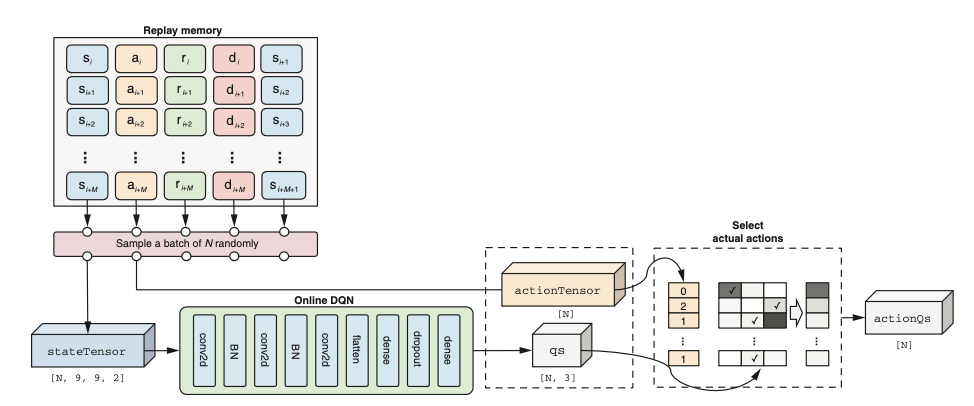 Replay memory
s_i a_i r_i d_i s_{i+1}
s_{i+1} a_{i+1} r_{i+1} d_{i+1} s_{i+2}
s_{i+2} a_{i+2} r_{i+2} d_{i+2} s_{i+3}
⋮ ⋮ ⋮ ⋮ ⋮
s_{i+M} a_{i+M} r_{i+M} d_{i+M} s_{i+M+1}
Sample a batch of N randomly
Select
actual actions
actionTensor
[N]
0 ✓
2 ✓
1 ✓
⋮ ⋮ ⋮
1 ✓
actionQs
[N]
Online DQN
stateTensor
[N, 9, 9, 2]
conv2d
BN
conv2d
BN
conv2d
flatten
dense
dropout
dense
qs
[N, 3]